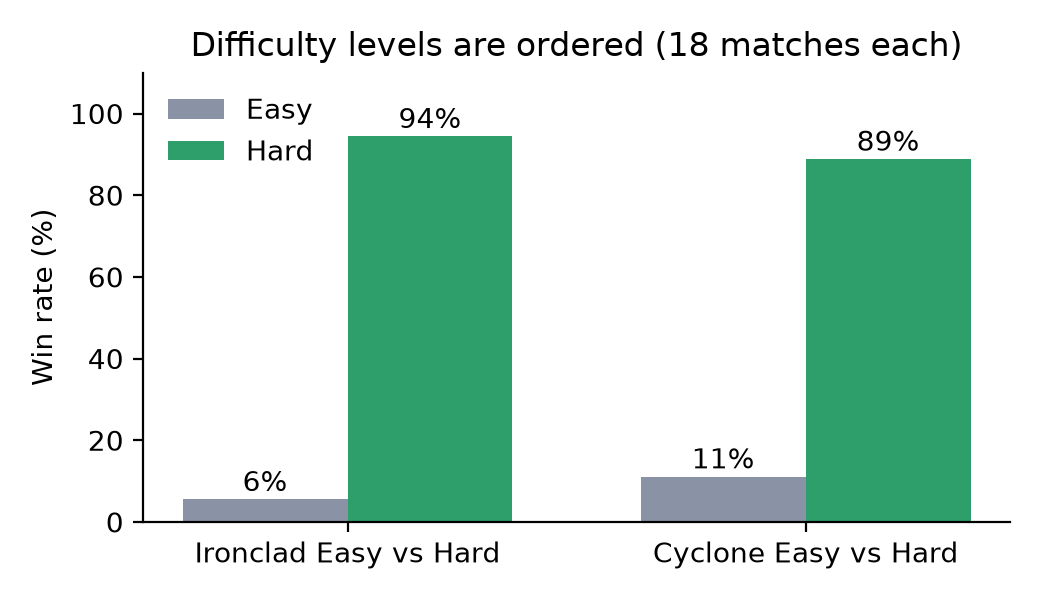 Difficulty levels are ordered (18 matches each)
Easy
Hard
Win rate (%)
100
80
60
40
20
0
6%
94%
11%
89%
Ironclad Easy vs Hard
Cyclone Easy vs Hard